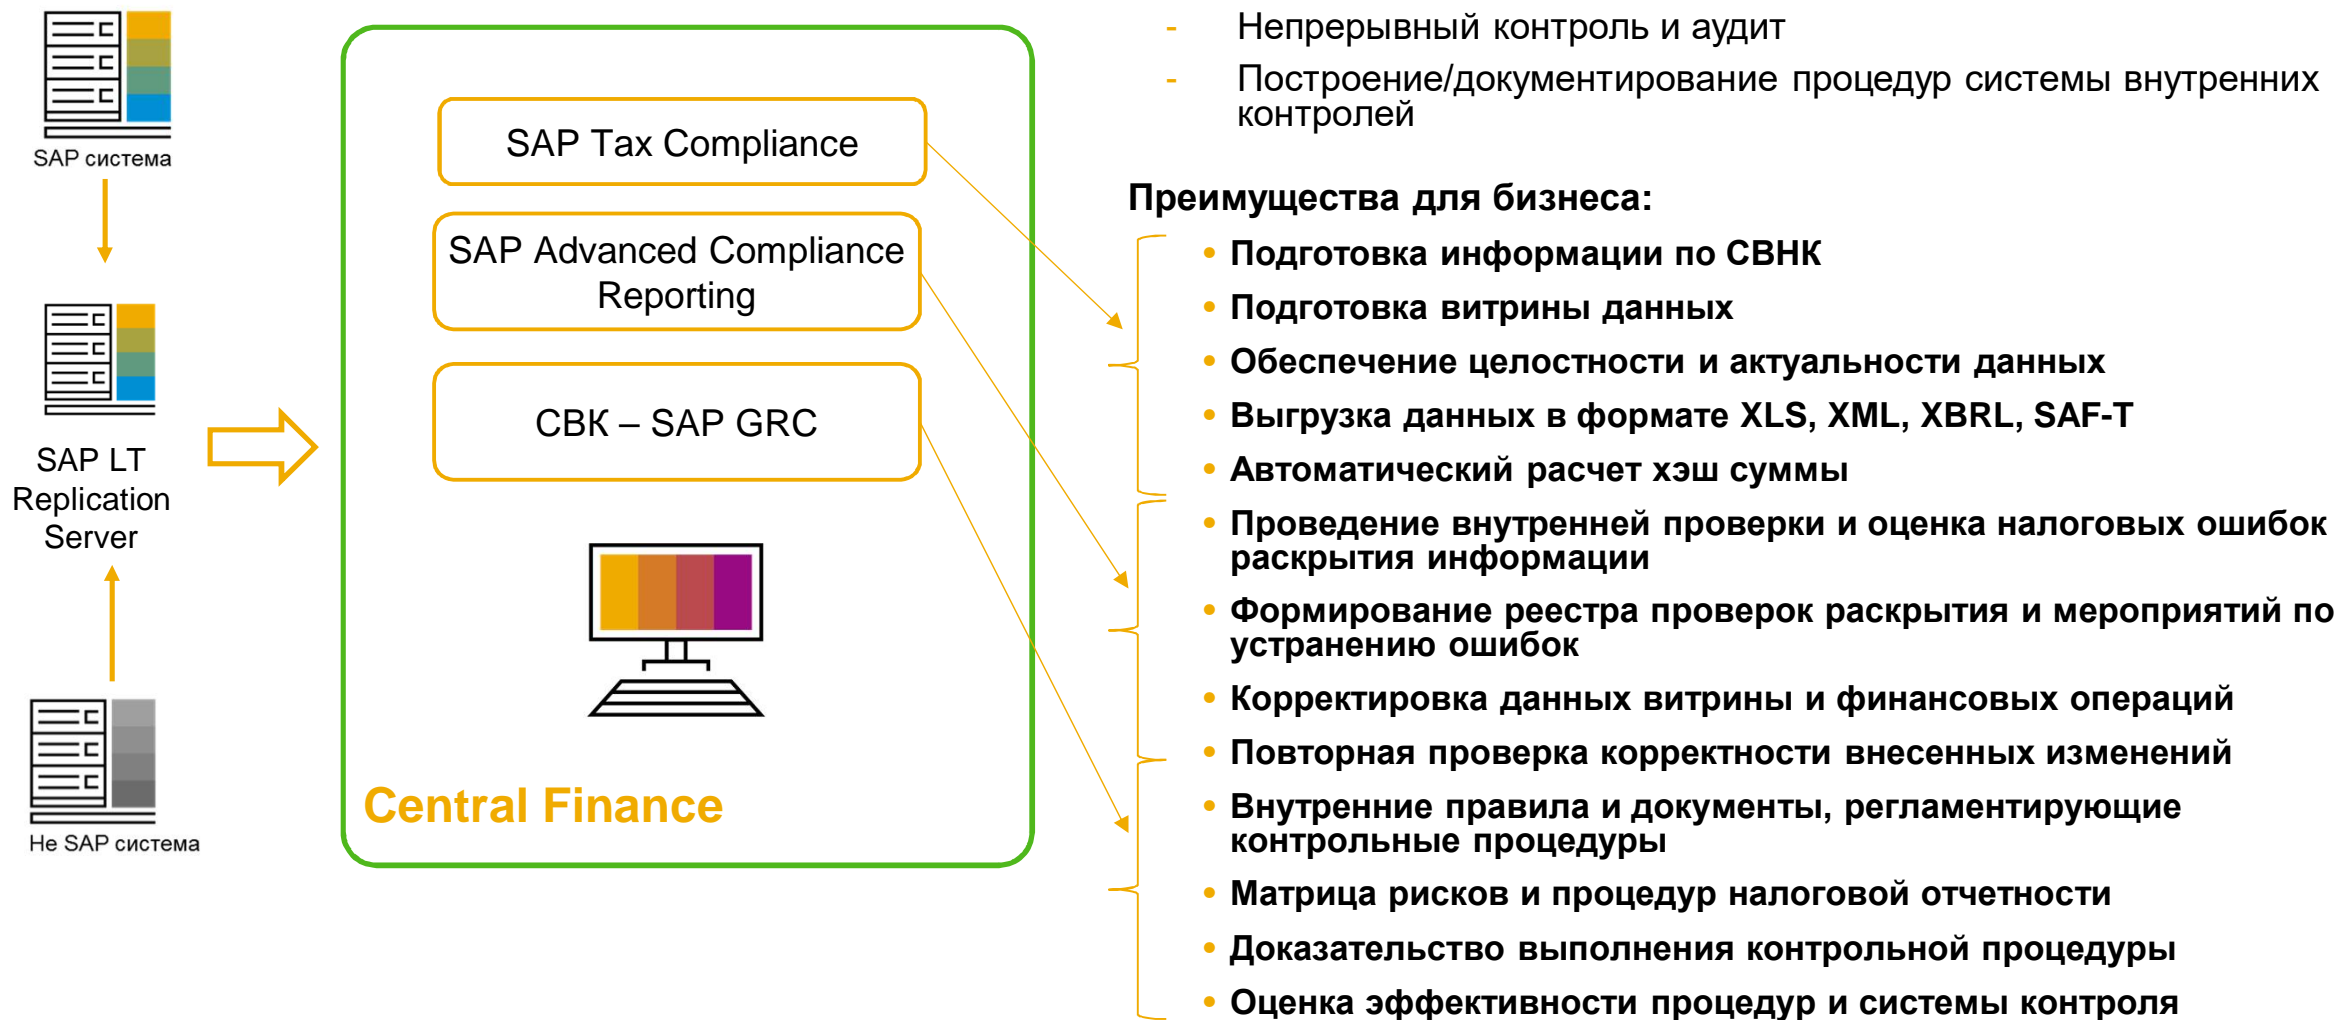 SAP система
SAP LT
Replication
Server
Не SAP система
SAP Tax Compliance
SAP Advanced Compliance
Reporting
СВК – SAP GRC
Central Finance
- Непрерывный контроль и аудит
- Построение/документирование процедур системы внутренних
контролей
Преимущества для бизнеса:
• Подготовка информации по СВНК
• Подготовка витрины данных
• Обеспечение целостности и актуальности данных
• Выгрузка данных в формате XLS, XML, XBRL, SAF-T
• Автоматический расчет хэш суммы
• Проведение внутренней проверки и оценка налоговых ошибок
раскрытия информации
• Формирование реестра проверок раскрытия и мероприятий по
устранению ошибок
• Корректировка данных витрины и финансовых операций
• Повторная проверка корректности внесенных изменений
• Внутренние правила и документы, регламентирующие
контрольные процедуры
• Матрица рисков и процедур налоговой отчетности
• Доказательство выполнения контрольной процедуры
• Оценка эффективности процедур и системы контроля